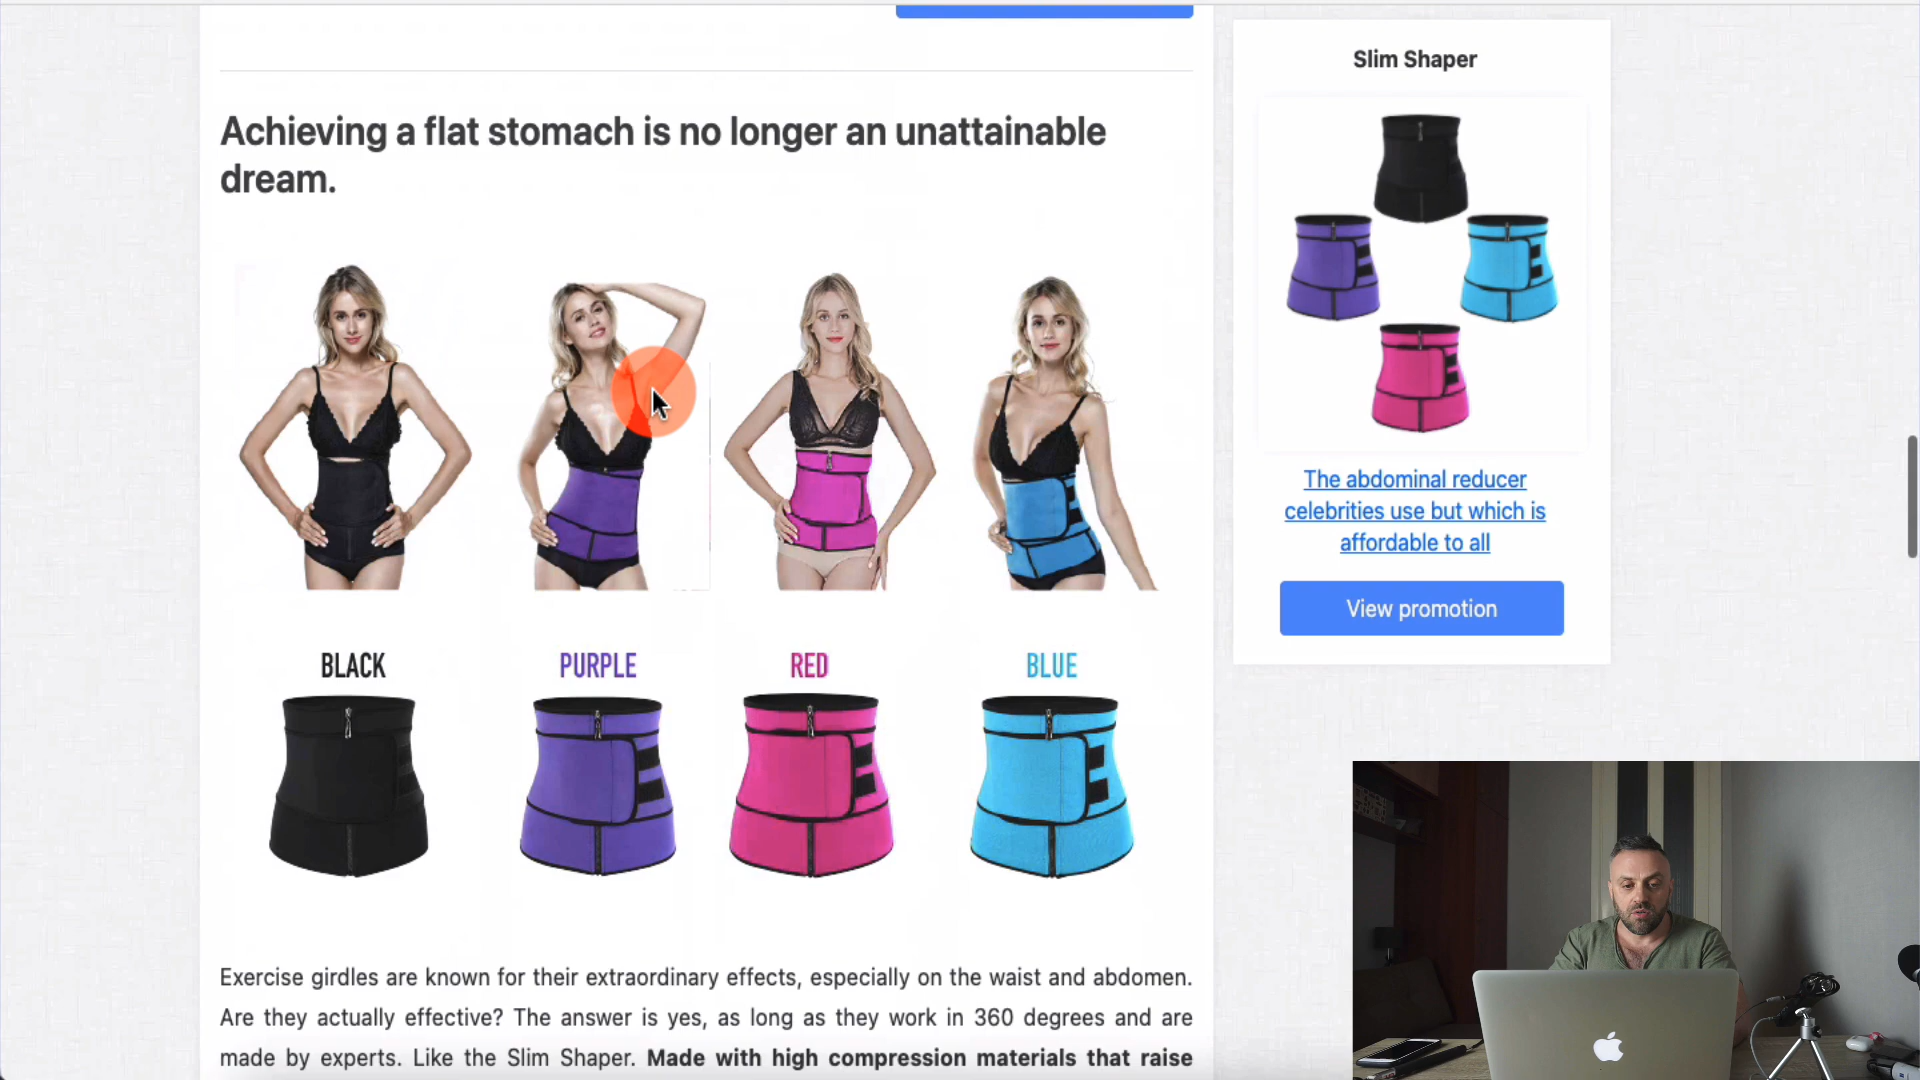 Achieving a flat stomach is no longer an unattainable
dream.
BLACK
PURPLE
RED
BLUE
Exercise girdles are known for their extraordinary effects, especially on the waist and abdomen.
Are they actually effective? The answer is yes, as long as they work in 360 degrees and are
made by experts. Like the Slim Shaper. Made with high compression materials that raise
Slim Shaper
The abdominal reducer
celebrities use but which is
affordable to all
View promotion